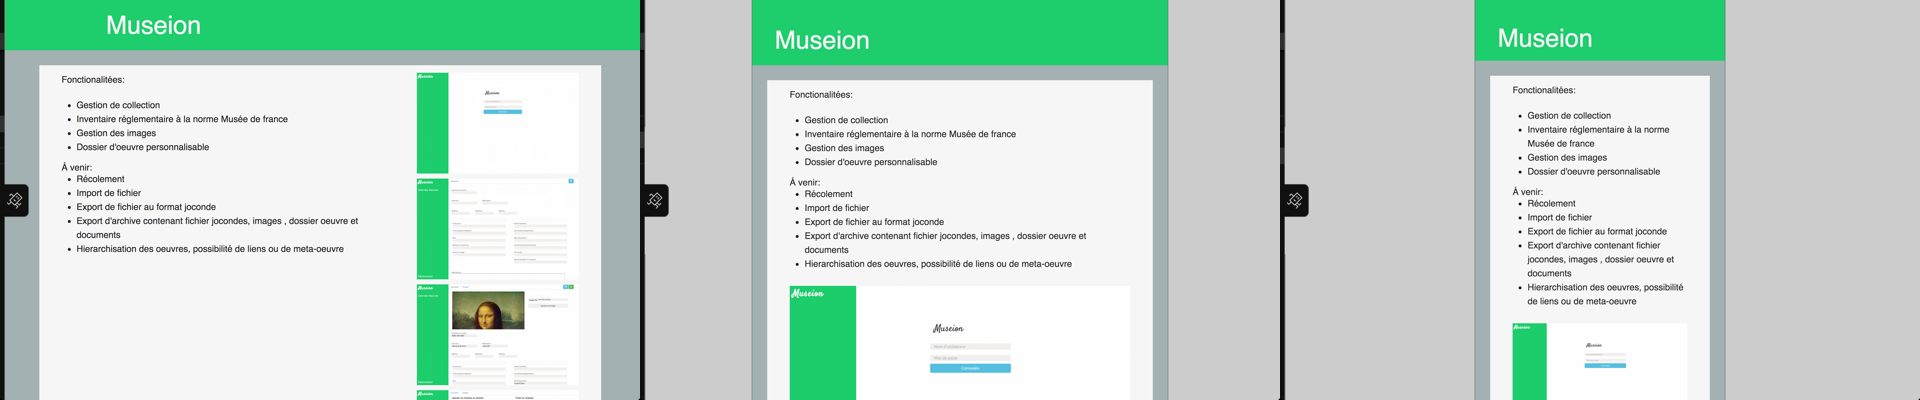 Museion
Fonctionalitées:
Gestion de collection
Inventaire réglementaire à la norme Musée de france
Gestion des images
Dossier d'oeuvre personnalisable
À venir:
Récolement
Import de fichier
Export de fichier au format joconde
Export d'archive contenant fichier jocondes, images , dossier oeuvre et
documents
Hierarchisation des oeuvres, possibilité de liens ou de meta-oeuvre
Museion
Museion
Museion
Museion
Museion
Fonctionalitées:
Gestion de collection
Inventaire réglementaire à la norme Musée de france
Gestion des images
Dossier d'oeuvre personnalisable
À venir:
Récolement
Import de fichier
Export de fichier au format joconde
Export d'archive contenant fichier jocondes, images , dossier oeuvre et
documents
Hierarchisation des oeuvres, possibilité de liens ou de meta-oeuvre
Museion
Museion
Nom d'utilisateur
Mot de passe
Connexion
Museion
Fonctionalitées:
Gestion de collection
Inventaire réglementaire à la norme
Musée de france
Gestion des images
Dossier d'oeuvre personnalisable
À venir:
Récolement
Import de fichier
Export de fichier au format joconde
Export d'archive contenant fichier
jocondes, images , dossier oeuvre et
documents
Hierarchisation des oeuvres, possibilité
de liens ou de meta-oeuvre
Museion
Museion